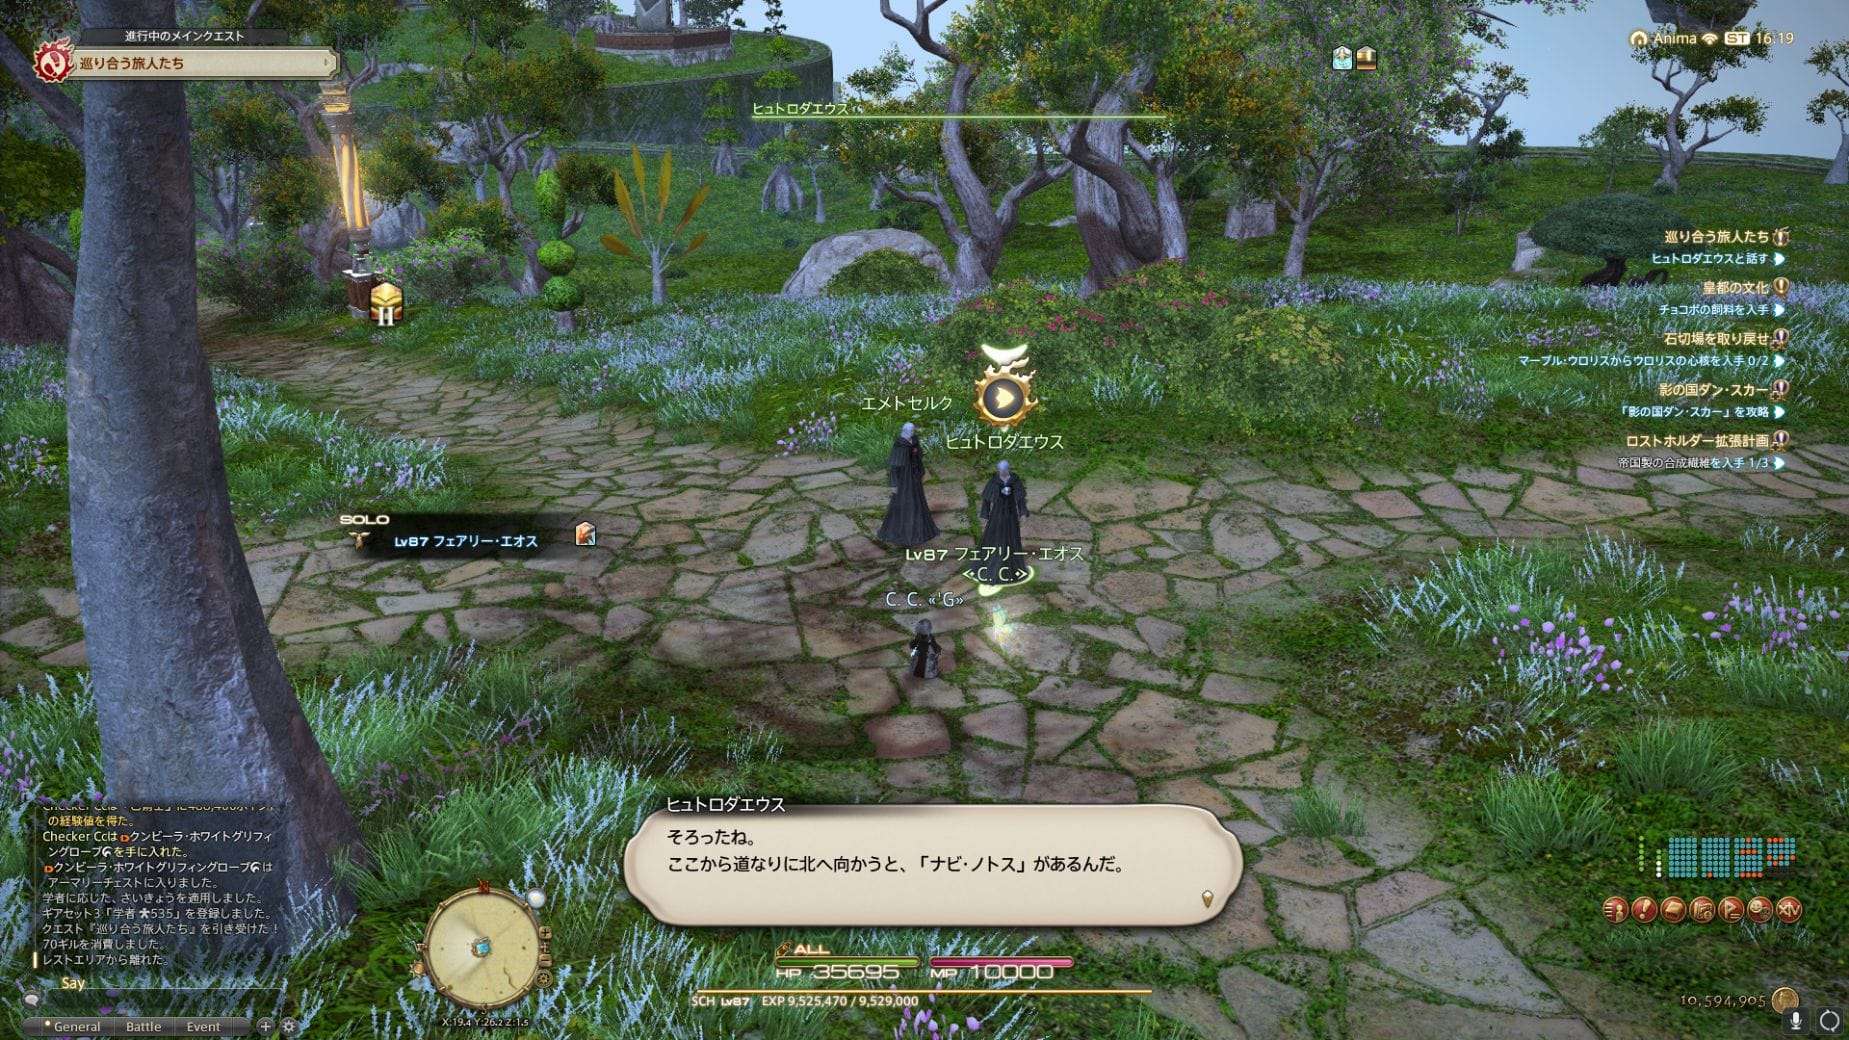 進行中のメインクエスト
巡り合う旅人たち
Anima ST 16:19
ヒュトロダエウス
巡り合う旅人たち
ヒュトロダエウスと話す
皇都の文化
チョコボの飼料を入手
石切場を取り戻せ
マーブル・ウロリスからウロリスの心核を入手 0/2
影の国ダン・スカー
「影の国ダン・スカー」を攻略
ロストホルダー拡張計画
帝国製の合成繊維を入手 1/3
II
エメトセルク
ヒュトロダエウス
SOLO
Lv87 フェアリー・エオス
Lv87 フェアリー・エオス
«C. C.»
C. C. «'G»
ヒュトロダエウス
そろったね。
ここから道なりに北へ向かうと、「ナビ・ノトス」があるんだ。
の経験値を得た。
Checker Ccはクンビーラ・ホワイトグリフィ
ングローブを手に入れた。
クンビーラ・ホワイトグリフィングローブは
アーマリーチェストに入りました。
学者に応じた、さいきょうを適用しました。
ギアセット3「学者 535」を登録しました。
クエスト『巡り合う旅人たち』を引き受けた!
70ギルを消費しました。
レストエリアから離れた。
Say
General Battle Event
X:19.4 Y:26.2 Z:1.5
ALL
HP 35695 MP 10000
SCH Lv87 EXP 9,525,470 / 9,529,000
XIV
10,594,905